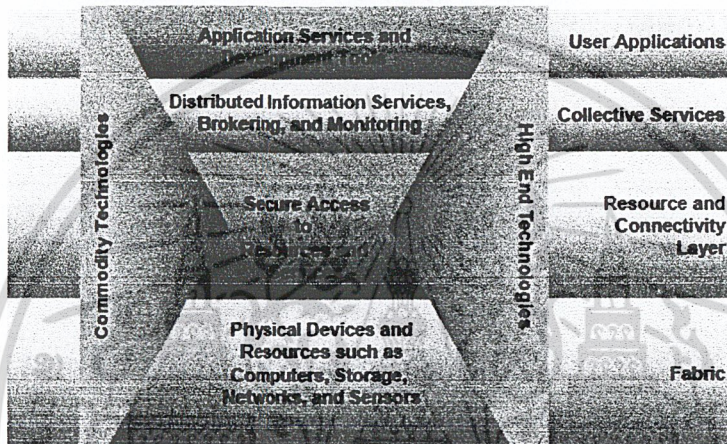 Application Services and
Development Tools
User Applications
Distributed Information Services,
Brokering, and Monitoring
Collective Services
Commodity Technologies
High End Technologies
Secure Access
to
Resource and
Connectivity
Layer
Physical Devices and
Resources such as
Computers, Storage,
Networks, and Sensors
Fabric